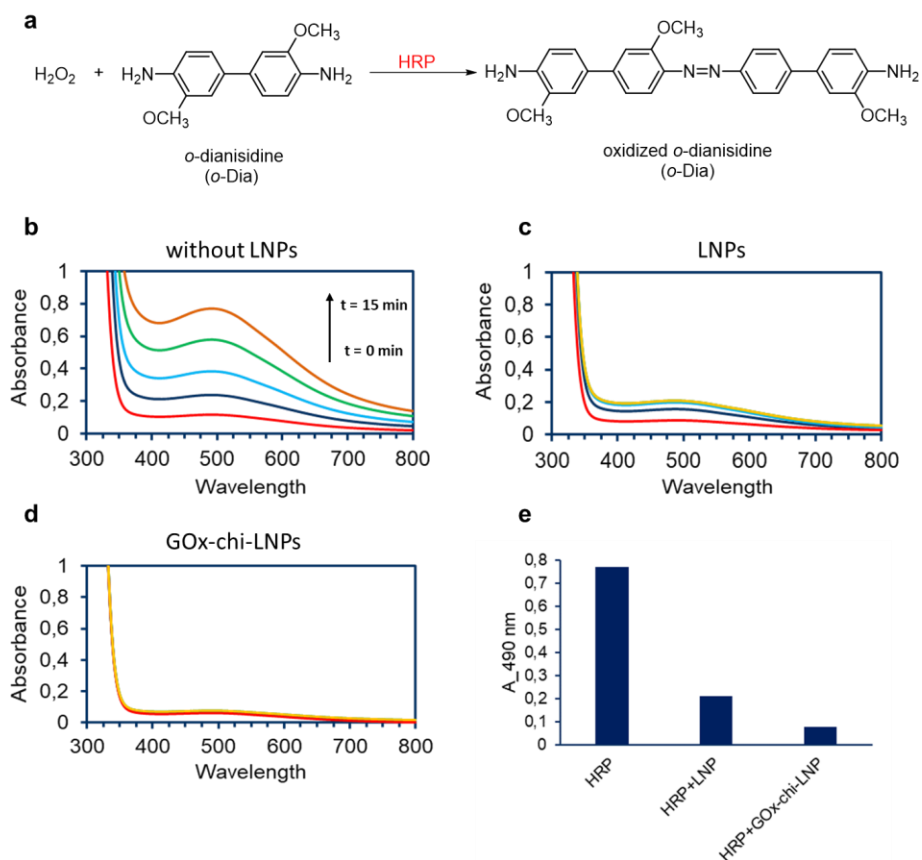 a
H₂O₂ + NH₂ OCH₃ OCH₃ NH₂ HRP NH₂ OCH₃ OCH₃ N=N OCH₃ NH₂
o-dianisidine
(o-Dia)
oxidized o-dianisidine
(o-Dia)
b
without LNPs
Absorbance
1
0,8
0,6
0,4
0,2
0
t = 15 min
t = 0 min
300 400 500 600 700 800
Wavelength
c
LNPs
Absorbance
1
0,8
0,6
0,4
0,2
0
300 400 500 600 700 800
Wavelength
d
GOx-chi-LNPs
Absorbance
1
0,8
0,6
0,4
0,2
0
300 400 500 600 700 800
Wavelength
e
A_490 nm
0,8
0,7
0,6
0,5
0,4
0,3
0,2
0,1
0
HRP
HRP+LNP
HRP+GOx-chi-LNP